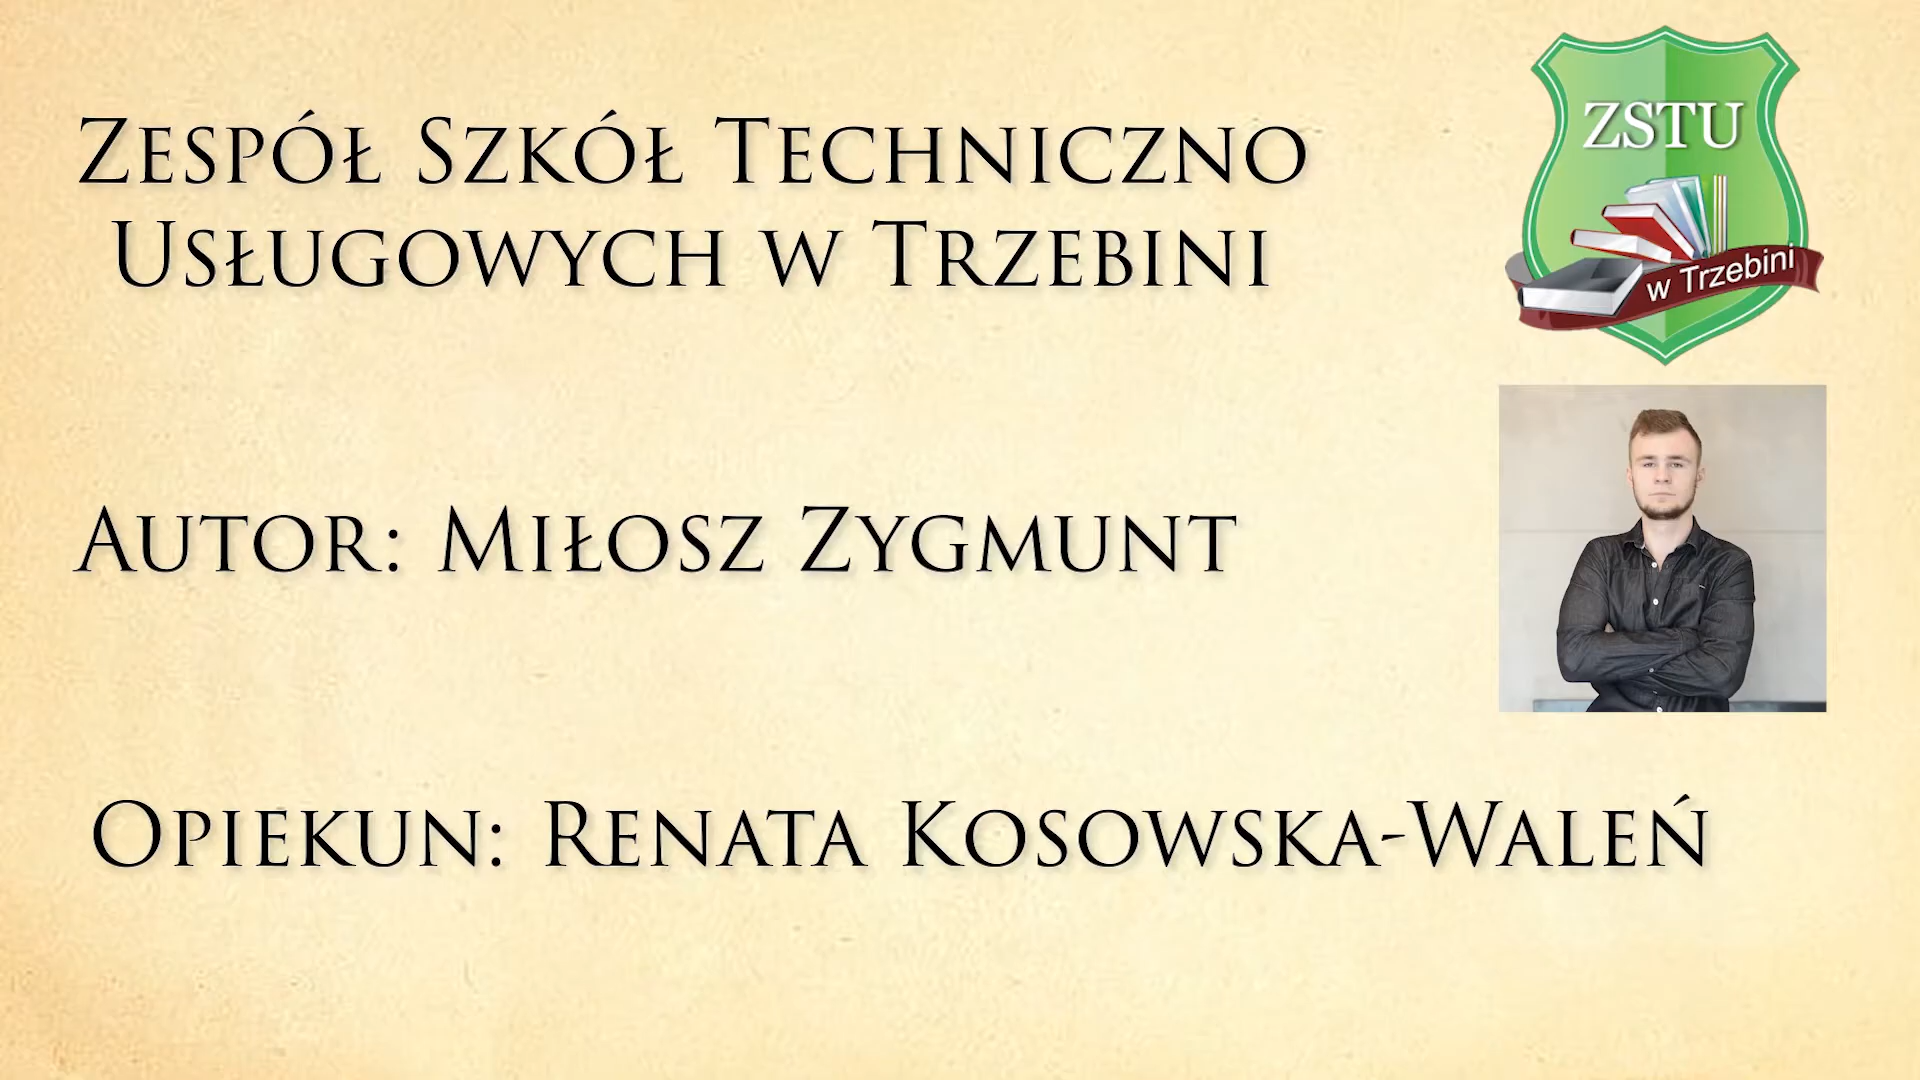 Zespół Szkół Techniczno
Usługowych w Trzebini
ZSTU
w Trzebini
Autor: Miłosz Zygmunt
Opiekun: Renata Kosowska-Waleń